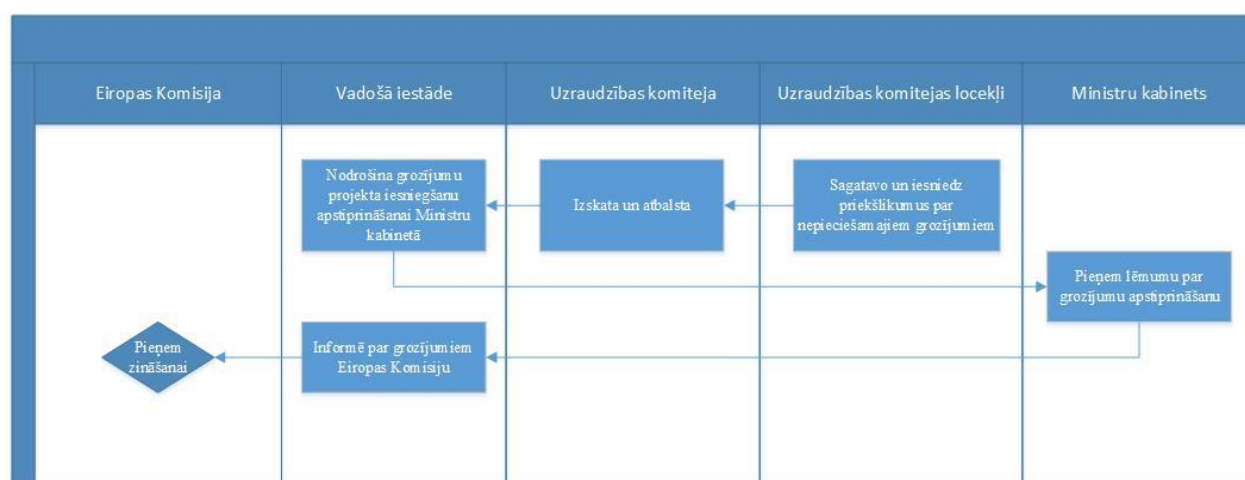 Eiropas Komisija
Vadošā iestāde
Uzraudzības komiteja
Uzraudzības komitejas locekļi
Ministru kabinets
Nodrošina grozījumu
projekta iesniegšanu
apstiprināšanai Ministru
kabinetā
Izskata un atbalsta
Sagatavo un iesniedz
priekšlikumus par
nepieciešamajiem grozījumiem
Pieņem lēmumu par
grozījumu apstiprināšanu
Pieņem
zināšanai
Informē par grozījumiem
Eiropas Komisiju